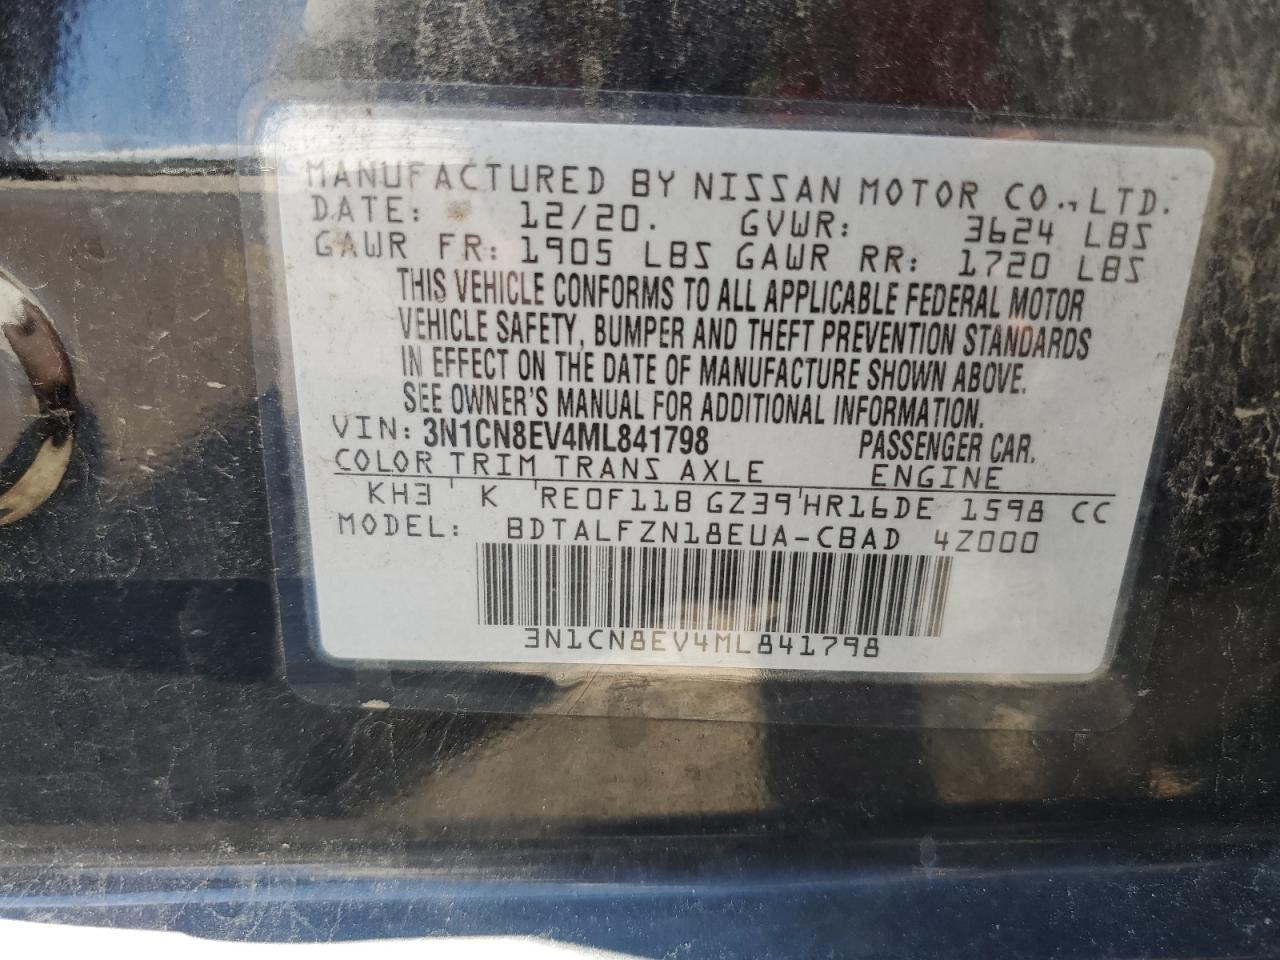 MANUFACTURED BY NISSAN MOTOR CO., LTD.
DATE: 12/20. GVWR: 3624 LBS
GAWR FR: 1905 LBS GAWR RR: 1720 LBS
THIS VEHICLE CONFORMS TO ALL APPLICABLE FEDERAL MOTOR
VEHICLE SAFETY, BUMPER AND THEFT PREVENTION STANDARDS
IN EFFECT ON THE DATE OF MANUFACTURE SHOWN ABOVE.
SEE OWNER'S MANUAL FOR ADDITIONAL INFORMATION.
VIN: 3N1CN8EV4ML841798 PASSENGER CAR.
COLOR TRIM TRANS AXLE ENGINE
KH3 ' K ' RE0F11B GZ39 ' HR16DE 1598 CC
MODEL: BDTALFZN18EUA-CBAD 4Z000
3N1CN8EV4ML841798